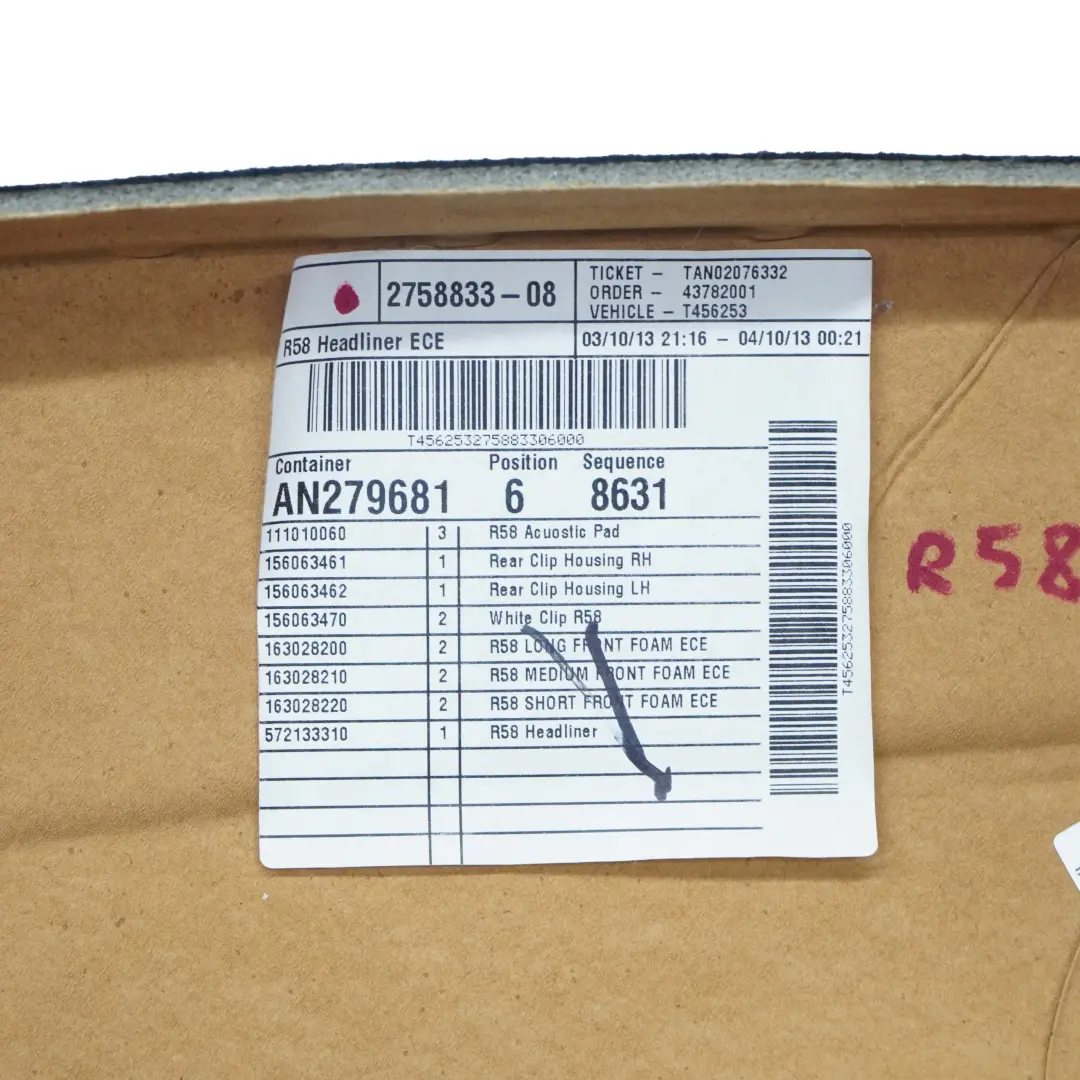 2758833-08
TICKET - TAN02076332
ORDER - 43782001
VEHICLE - T456253
R58 Headliner ECE
03/10/13 21:16 - 04/10/13 00:21
T456253275883306000
Container Position Sequence
AN279681 6 8631
111010060 3 R58 Acuostic Pad
156063461 1 Rear Clip Housing RH
156063462 1 Rear Clip Housing LH
156063470 2 White Clip R58
163028200 2 R58 LONG FRONT FOAM ECE
163028210 2 R58 MEDIUM FRONT FOAM ECE
163028220 2 R58 SHORT FRONT FOAM ECE
572133310 1 R58 Headliner
T456253275883306000
R58